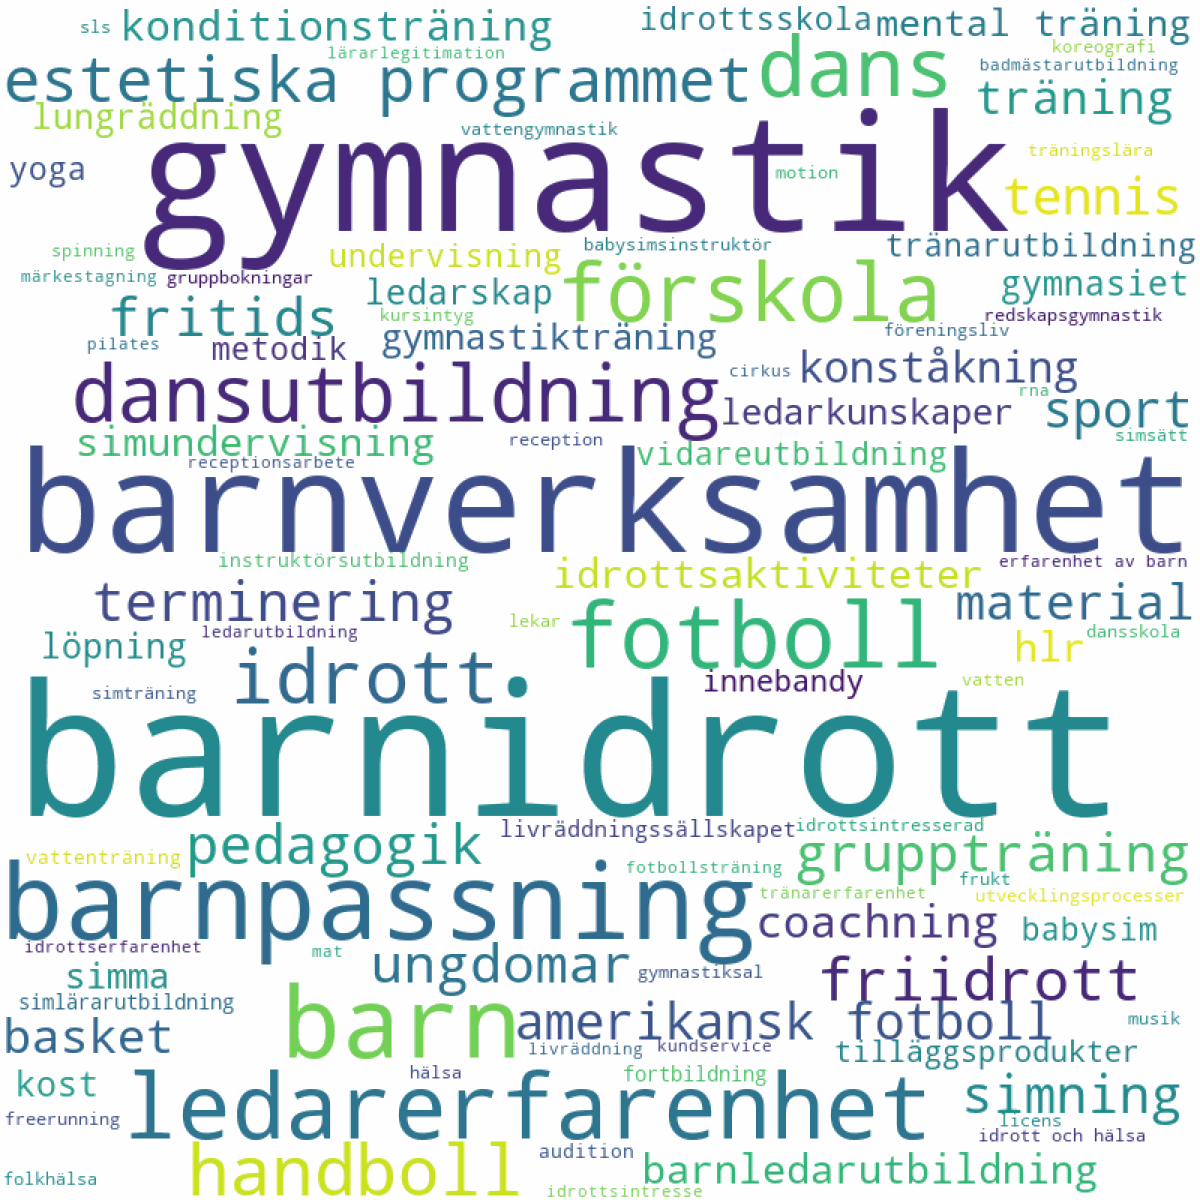 sls konditionsträning idrottsskola mental träning
lärarlegitimation koreografi
estetiska programmet dans badmästarutbildning
träning
lungräddning vattengymnastik
gymnastik
yoga motion träningslära
tennis
spinning undervisning babysimsinstruktör tränarutbildning
märkestagning gruppbokningar ledarskap förskola gymnasiet
fritids kursintyg redskapsgymnastik
pilates metodik gymnastikträning föreningsliv
dansutbildning cirkus konståkning
rna
ledarkunskaper sport
simundervisning reception simsätt
receptionsarbete vidareutbildning
barnverksamhet
instruktörsutbildning idrottsaktiviteter erfarenhet av barn
terminering fotboll material
ledarutbildning lekar dansskola
löpning idrott hlr
simträning innebandy vatten
barnidrott
pedagogik livräddningssällskapet idrottsintresserad
vattenträning fotbollsträning gruppträning
barnpassning tränarerfarenhet frukt utvecklingsprocesser
coachning babysim
idrottserfarenhet mat ungdomar gymnastiksal
simma friidrott
simlärarutbildning barn
basket amerikansk fotboll musik
livräddning kundservice tilläggsprodukter
kost hälsa fortbildning
freerunning ledarerfarenhet simning
licens
idrott och hälsa
folkhälsa handboll audition barnledarutbildning
idrottsintresse